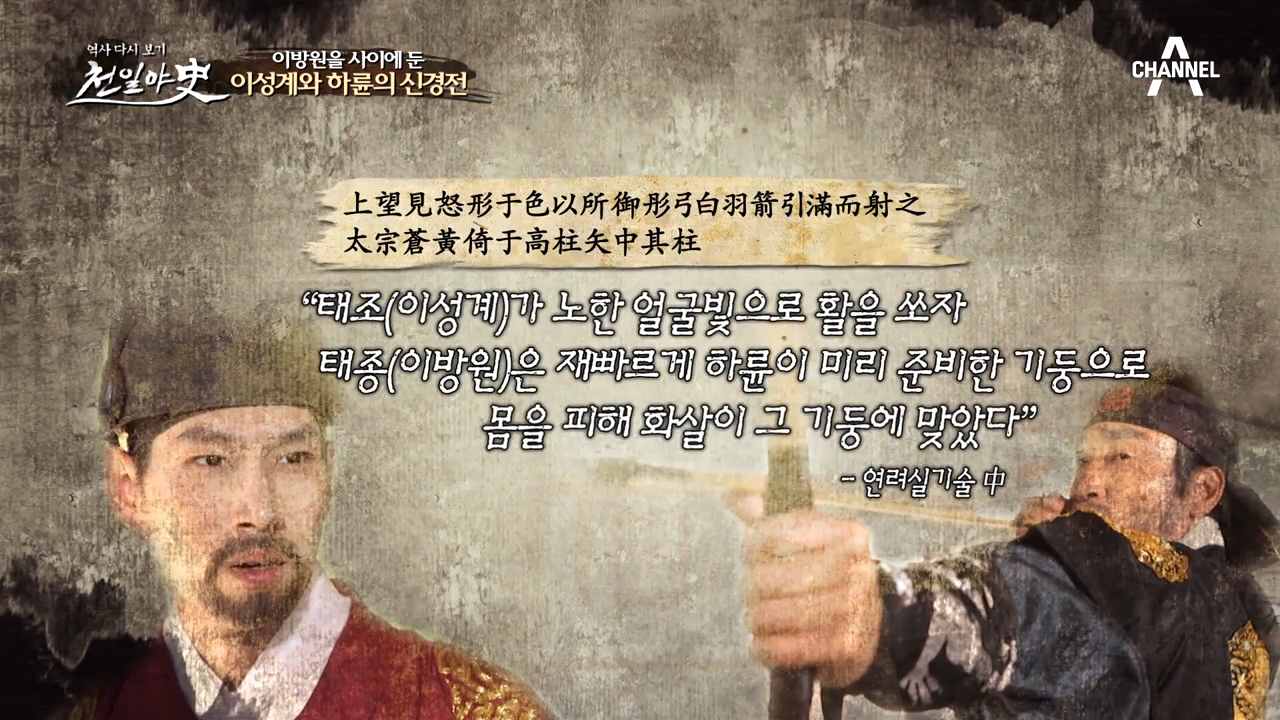 역사 다시 보기
천일야史
이방원을 사이에 둔
이성계와 하륜의 신경전
CHANNEL A
上望見怒形于色以所御彤弓白羽箭引滿而射之
太宗蒼黃倚于高柱矢中其柱
“태조(이성계)가 노한 얼굴빛으로 활을 쏘자
태종(이방원)은 재빠르게 하륜이 미리 준비한 기둥으로
몸을 피해 화살이 그 기둥에 맞았다”
- 연려실기술 中